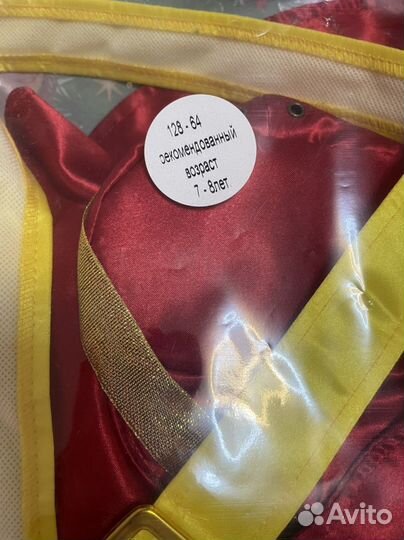 128 - 64
рекомендованный
возраст
7 - 8лет
Avito